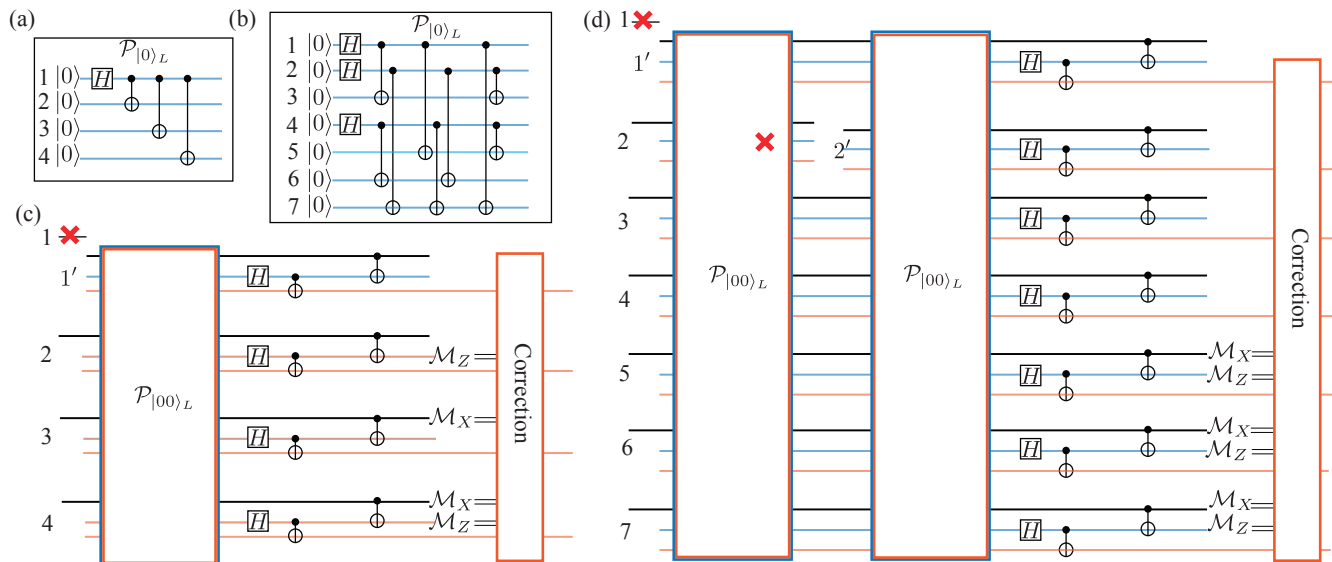 (a)
𝒫|0⟩L
1 |0⟩ H
2 |0⟩
3 |0⟩
4 |0⟩
(b)
𝒫|0⟩L
1 |0⟩ H
2 |0⟩ H
3 |0⟩
4 |0⟩ H
5 |0⟩
6 |0⟩
7 |0⟩
(c)
1
1′ H
2 H ℳZ
𝒫|00⟩L
3 H ℳX
4 H ℳX
ℳZ
Correction
(d)
1
1′ H
2 2′ H
3 H
𝒫|00⟩L 𝒫|00⟩L
4 H
5 H ℳX
ℳZ
6 H ℳX
ℳZ
7 H ℳX
ℳZ
Correction